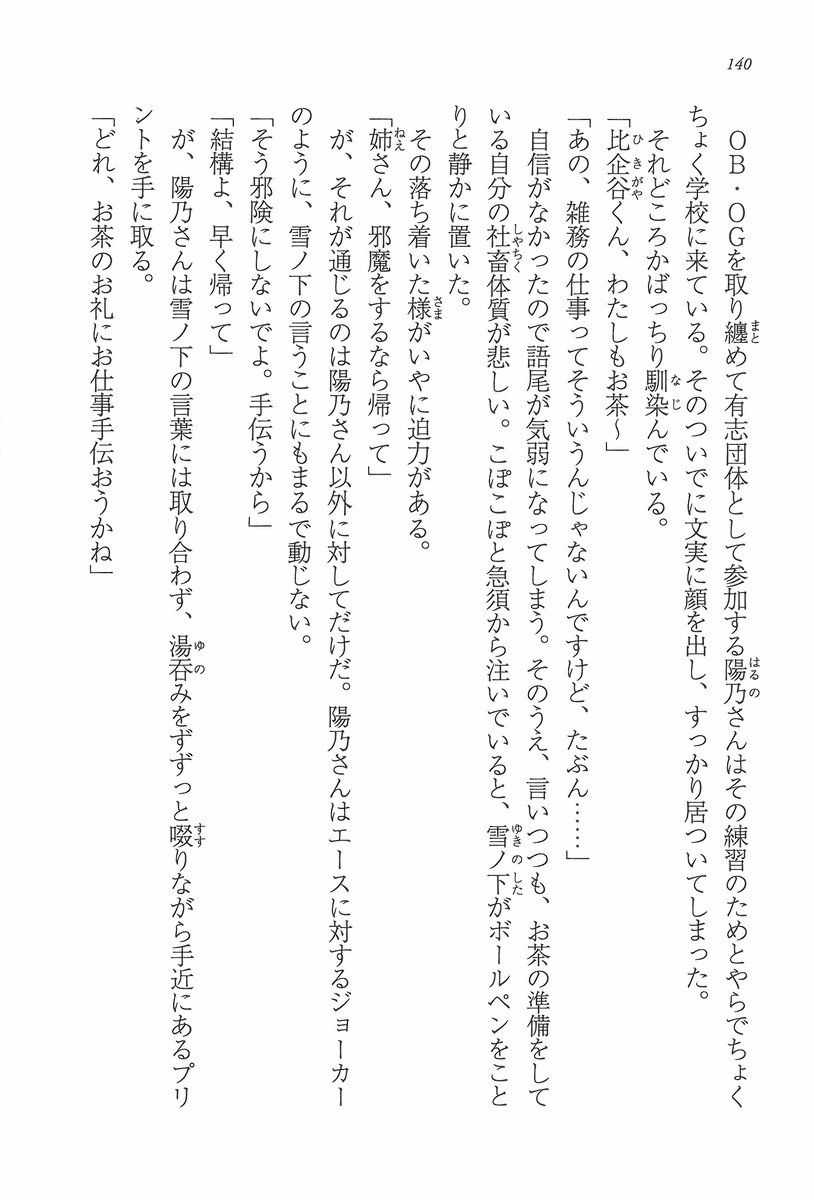 140
　ＯＢ・ＯＧを取り纏めて有志団体として参加する陽乃さんはその練習のためとやらでちょく
ちょく学校に来ている。そのついでに文実に顔を出し、すっかり居ついてしまった。
　それどころかばっちり馴染んでいる。
「比企谷くん、わたしもお茶～」
「あの、雑務の仕事ってそういうんじゃないんですけど、たぶん……」
　自信がなかったので語尾が気弱になってしまう。そのうえ、言いつつも、お茶の準備をして
いる自分の社畜体質が悲しい。こぽこぽと急須から注いでいると、雪ノ下がボールペンをこと
りと静かに置いた。
　その落ち着いた様がいやに迫力がある。
「姉さん、邪魔をするなら帰って」
　が、それが通じるのは陽乃さん以外に対してだけだ。陽乃さんはエースに対するジョーカー
のように、雪ノ下の言うことにもまるで動じない。
「そう邪険にしないでよ。手伝うから」
「結構よ、早く帰って」
　が、陽乃さんは雪ノ下の言葉には取り合わず、湯呑みをずずっと啜りながら手近にあるプリ
ントを手に取る。
「どれ、お茶のお礼にお仕事手伝おうかね」